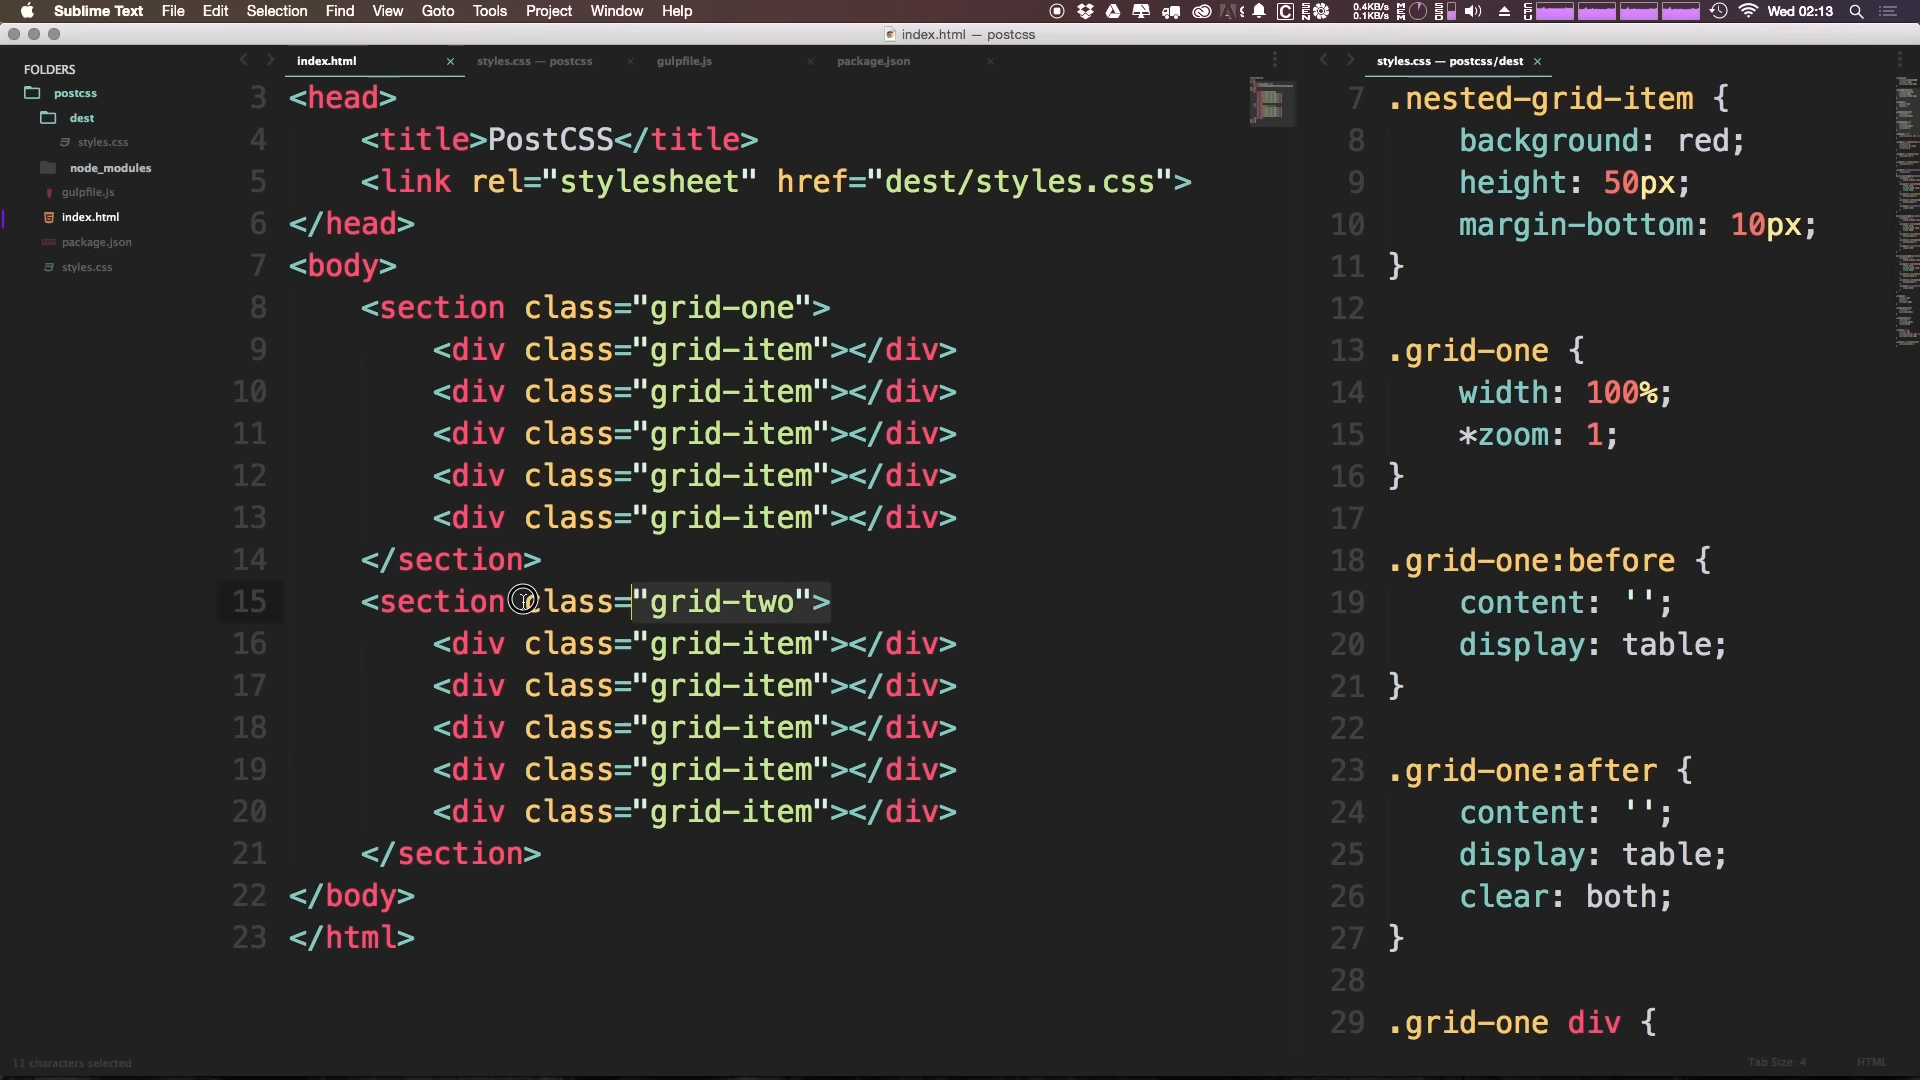 Sublime Text File Edit Selection Find View Goto Tools Project Window Help 0.4KB/s 0.1KB/s Wed 02:13
index.html — postcss
FOLDERS
postcss
dest
styles.css
node_modules
gulpfile.js
index.html
package.json
styles.css
index.html styles.css — postcss gulpfile.js package.json
3 <head>
4 <title>PostCSS</title>
5 <link rel="stylesheet" href="dest/styles.css">
6 </head>
7 <body>
8 <section class="grid-one">
9 <div class="grid-item"></div>
10 <div class="grid-item"></div>
11 <div class="grid-item"></div>
12 <div class="grid-item"></div>
13 <div class="grid-item"></div>
14 </section>
15 <section class="grid-two">
16 <div class="grid-item"></div>
17 <div class="grid-item"></div>
18 <div class="grid-item"></div>
19 <div class="grid-item"></div>
20 <div class="grid-item"></div>
21 </section>
22 </body>
23 </html>
styles.css — postcss/dest
7 .nested-grid-item {
8 background: red;
9 height: 50px;
10 margin-bottom: 10px;
11 }
12
13 .grid-one {
14 width: 100%;
15 *zoom: 1;
16 }
17
18 .grid-one:before {
19 content: '';
20 display: table;
21 }
22
23 .grid-one:after {
24 content: '';
25 display: table;
26 clear: both;
27 }
28
29 .grid-one div {
11 characters selected
Tab Size: 4 HTML